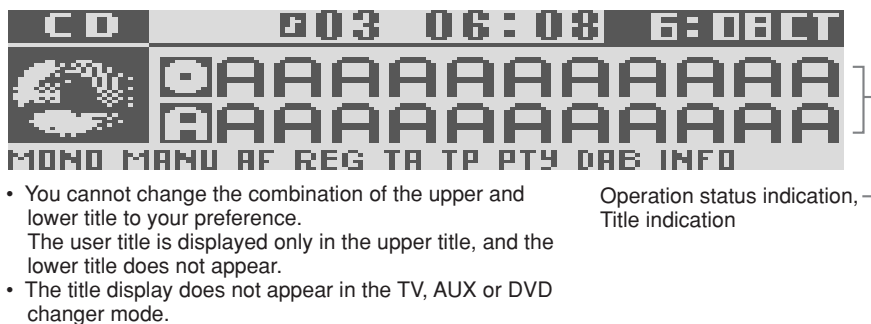 CD ♪03 06:08 6:08CT
AAAAAAAAAAA
A AAAAAAAAAAA
MONO MANU AF REG TA TP PTY DAB INFO
• You cannot change the combination of the upper and
lower title to your preference.
The user title is displayed only in the upper title, and the
lower title does not appear.
• The title display does not appear in the TV, AUX or DVD
changer mode.
Operation status indication,
Title indication